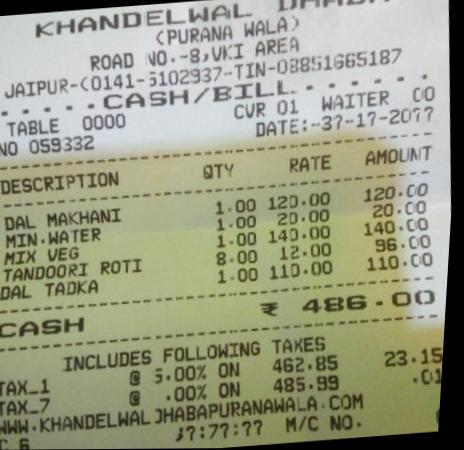 KHANDELWAL DHABA
(PURANA WALA)
ROAD NO.-8,VKI AREA
JAIPUR-(0141-5102937-TIN-08851665187
CASH/BILL
TABLE 0000 CVR 01 WAITER 00
NO 059332 DATE:-3?-1?-20??
DESCRIPTION QTY RATE AMOUNT
DAL MAKHANI 1.00 120.00 120.00
MIN.WATER 1.00 20.00 20.00
MIX VEG 1.00 140.00 140.00
TANDOORI ROTI 8.00 12.00 96.00
DAL TADKA 1.00 110.00 110.00
CASH ₹ 486.00
INCLUDES FOLLOWING TAXES
TAX_1 @ 5.00% ON 462.85 23.15
TAX_7 @ .00% ON 485.99 .01
WWW.KHANDELWALDHABAPURANAWALA.COM
M/C NO.